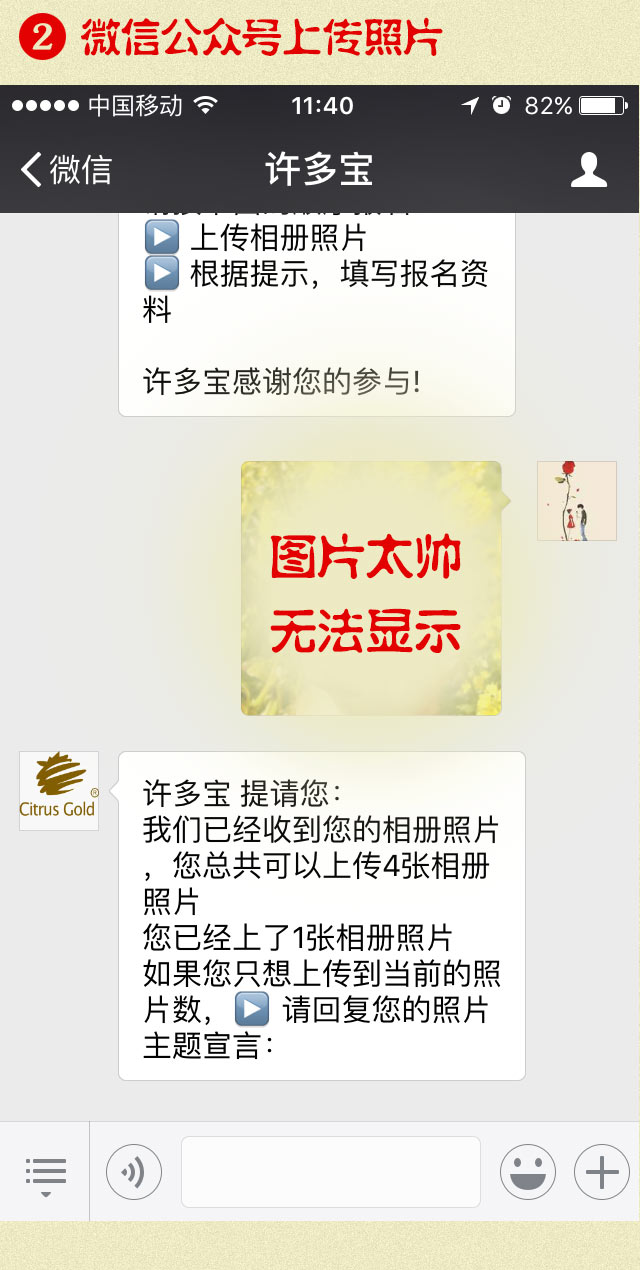 2 微信公众号上传照片
中国移动 11:40 82%
微信 许多宝
上传相册照片
根据提示，填写报名资
料
许多宝感谢您的参与!
图片太帅
无法显示
Citrus Gold ®
许多宝 提请您：
我们已经收到您的相册照片
，您总共可以上传4张相册
照片
您已经上了1张相册照片
如果您只想上传到当前的照
片数， 请回复您的照片
主题宣言：